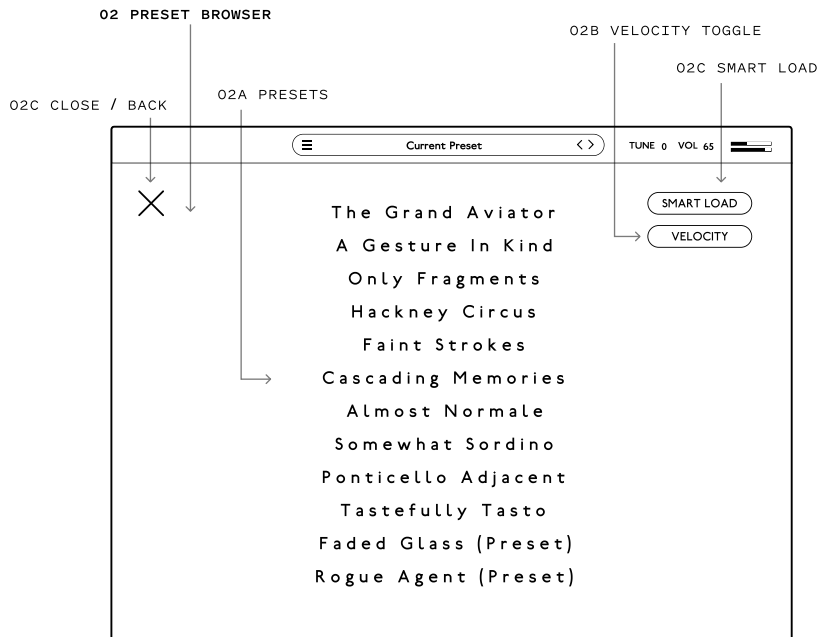 02 PRESET BROWSER
02B VELOCITY TOGGLE
02C SMART LOAD
02A PRESETS
02C CLOSE / BACK
Current Preset
TUNE 0 VOL 65
SMART LOAD
VELOCITY
The Grand Aviator
A Gesture In Kind
Only Fragments
Hackney Circus
Faint Strokes
Cascading Memories
Almost Normale
Somewhat Sordino
Ponticello Adjacent
Tastefully Tasto
Faded Glass (Preset)
Rogue Agent (Preset)